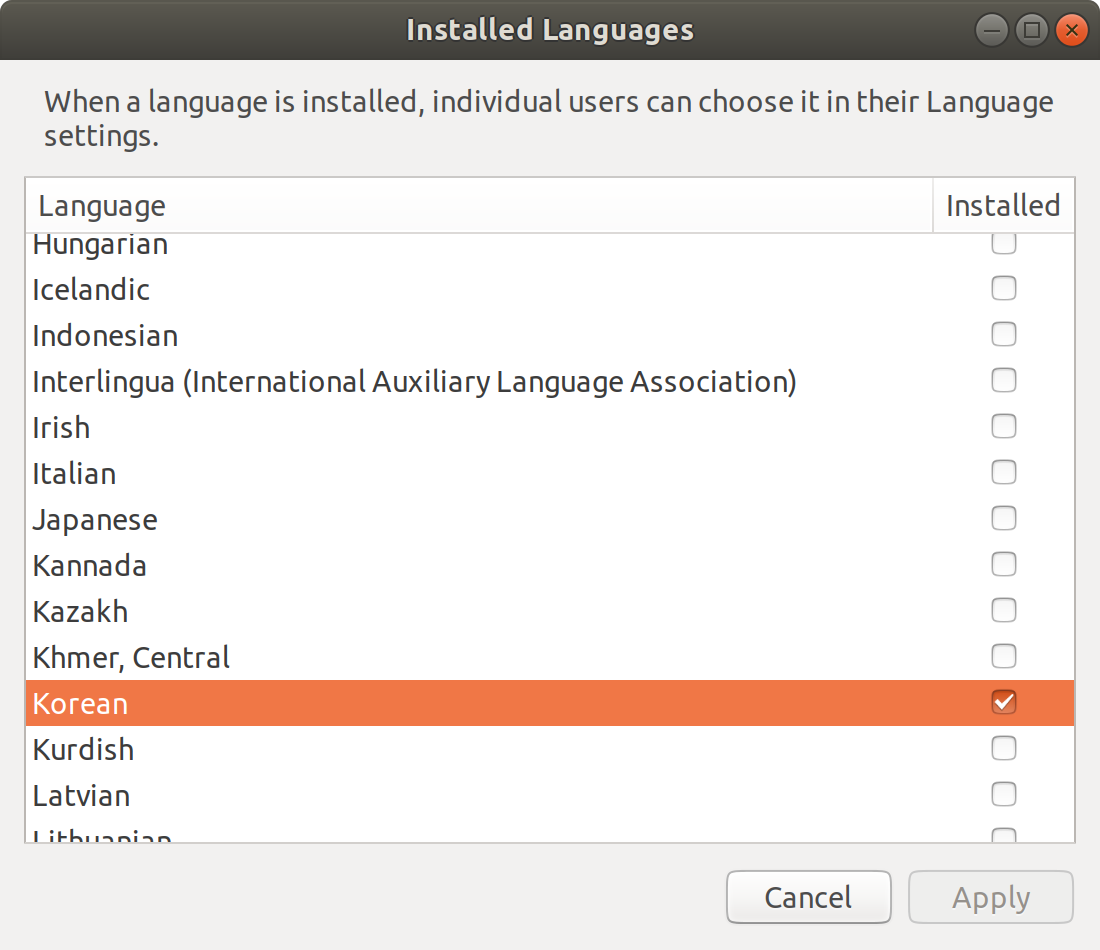 Installed Languages
When a language is installed, individual users can choose it in their Language
settings.
Language Installed
Hungarian
Icelandic
Indonesian
Interlingua (International Auxiliary Language Association)
Irish
Italian
Japanese
Kannada
Kazakh
Khmer, Central
Korean
Kurdish
Latvian
Lithuanian
Cancel Apply